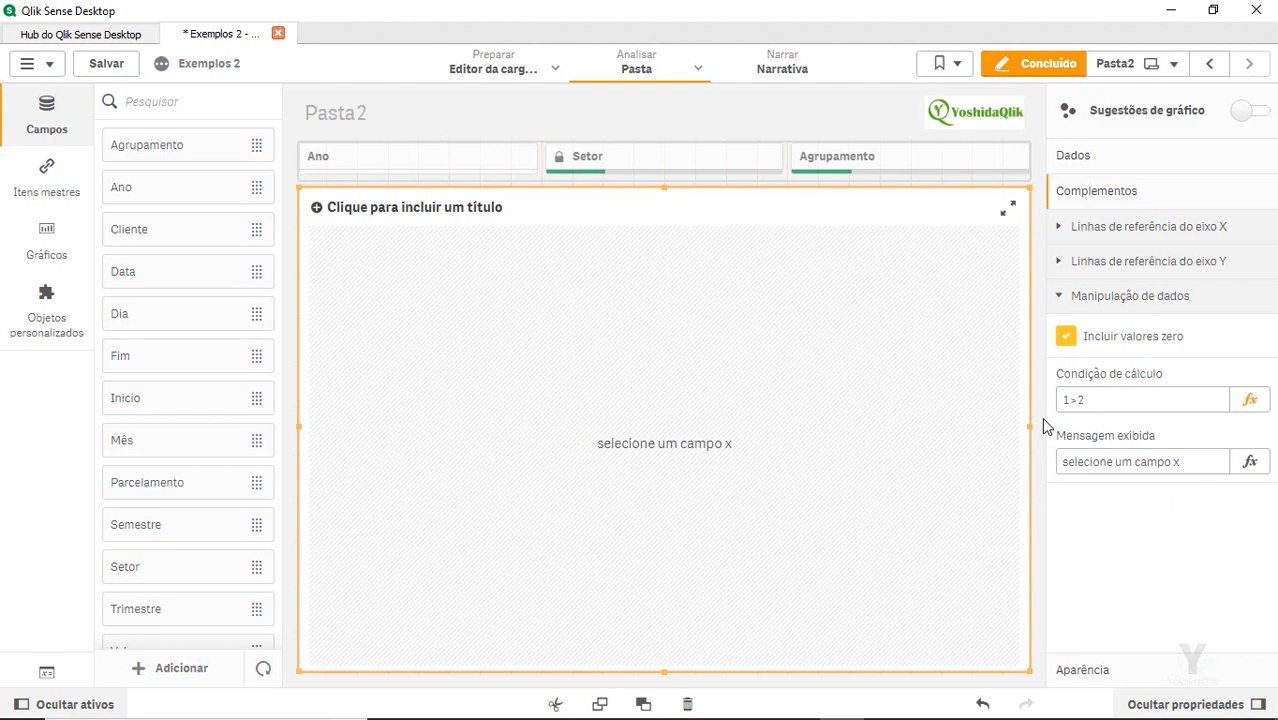 Qlik Sense Desktop
Hub do Qlik Sense Desktop
* Exemplos 2 - ...
Salvar
Exemplos 2
Preparar
Editor da carg...
Analisar
Pasta
Narrar
Narrativa
Concluído
Pasta2
Campos
Itens mestres
Gráficos
Objetos
personalizados
Pesquisar
Agrupamento
Ano
Cliente
Data
Dia
Fim
Inicio
Mês
Parcelamento
Semestre
Setor
Trimestre
Adicionar
Pasta2
YoshidaQlik
Ano
Setor
Agrupamento
Clique para incluir um título
selecione um campo x
Sugestões de gráfico
Dados
Complementos
Linhas de referência do eixo X
Linhas de referência do eixo Y
Manipulação de dados
Incluir valores zero
Condição de cálculo
1>2
fx
Mensagem exibida
selecione um campo x
fx
YoshidaQlik
Aparência
Ocultar ativos
Ocultar propriedades